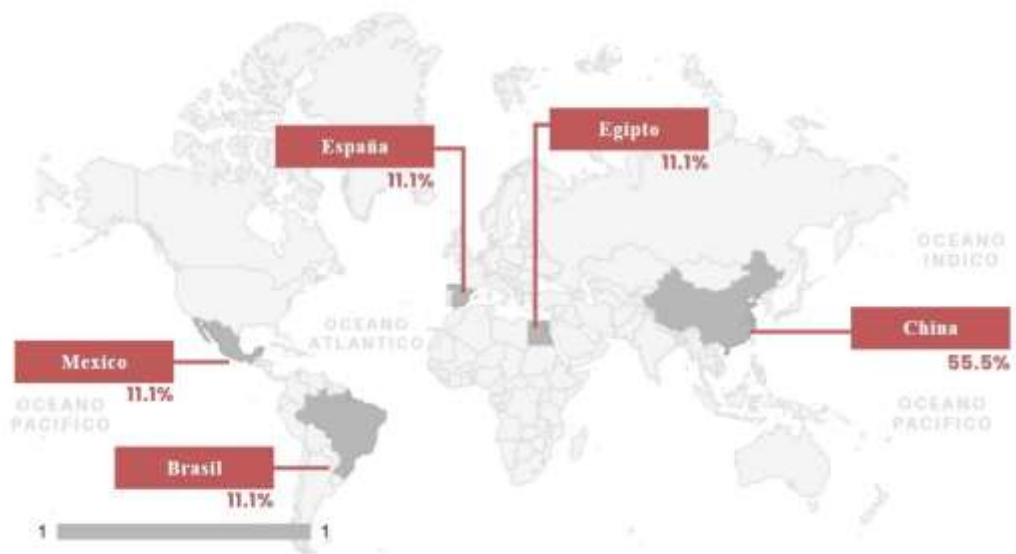 España
11.1%
Egipto
11.1%
OCEANO
INDICO
OCEANO
ATLANTICO
China
55.5%
Mexico
11.1%
OCEANO
PACIFICO
OCEANO
PACIFICO
Brasil
11.1%
1 1